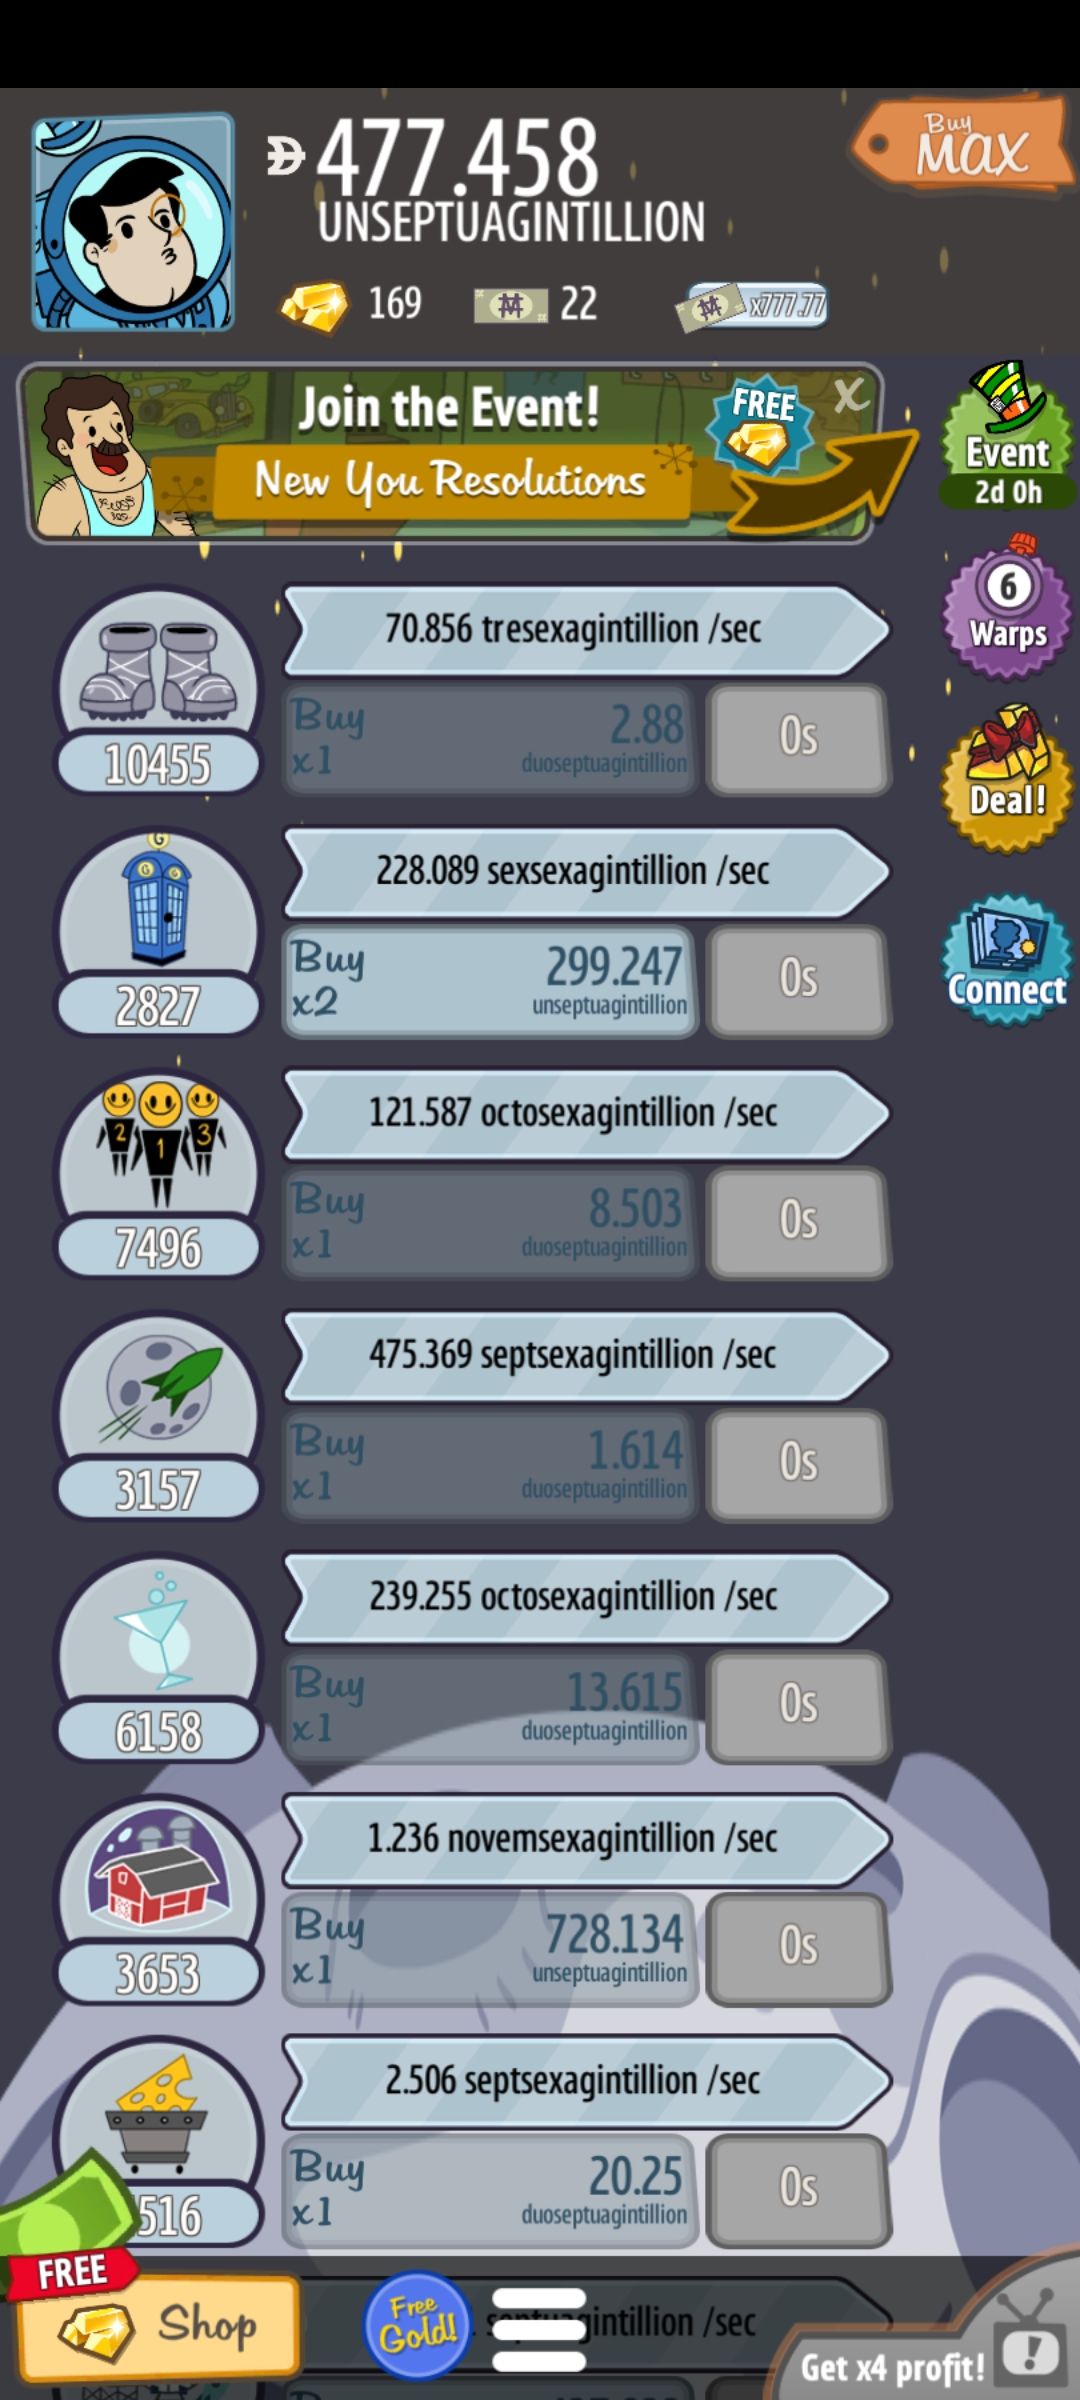 477.458
Buy
MAX
UNSEPTUAGINTILLION
169
22
x777.77
Join the Event!
FREE
X
New You Resolutions
Event
2d 0h
6
Warps
Deal!
Connect
70.856 tresexagintillion /sec
Buy
x1
2.88
duoseptuagintillion
0s
10455
228.089 sexsexagintillion /sec
Buy
x2
299.247
unseptuagintillion
0s
G
G
G
2827
121.587 octosexagintillion /sec
Buy
x1
8.503
duoseptuagintillion
0s
2
1
3
7496
475.369 septsexagintillion /sec
Buy
x1
1.614
duoseptuagintillion
0s
3157
239.255 octosexagintillion /sec
Buy
x1
13.615
duoseptuagintillion
0s
6158
1.236 novemsexagintillion /sec
Buy
x1
728.134
unseptuagintillion
0s
3653
2.506 septsexagintillion /sec
Buy
x1
20.25
duoseptuagintillion
0s
516
FREE
Shop
Free
Gold!
/sec
Get x4 profit!